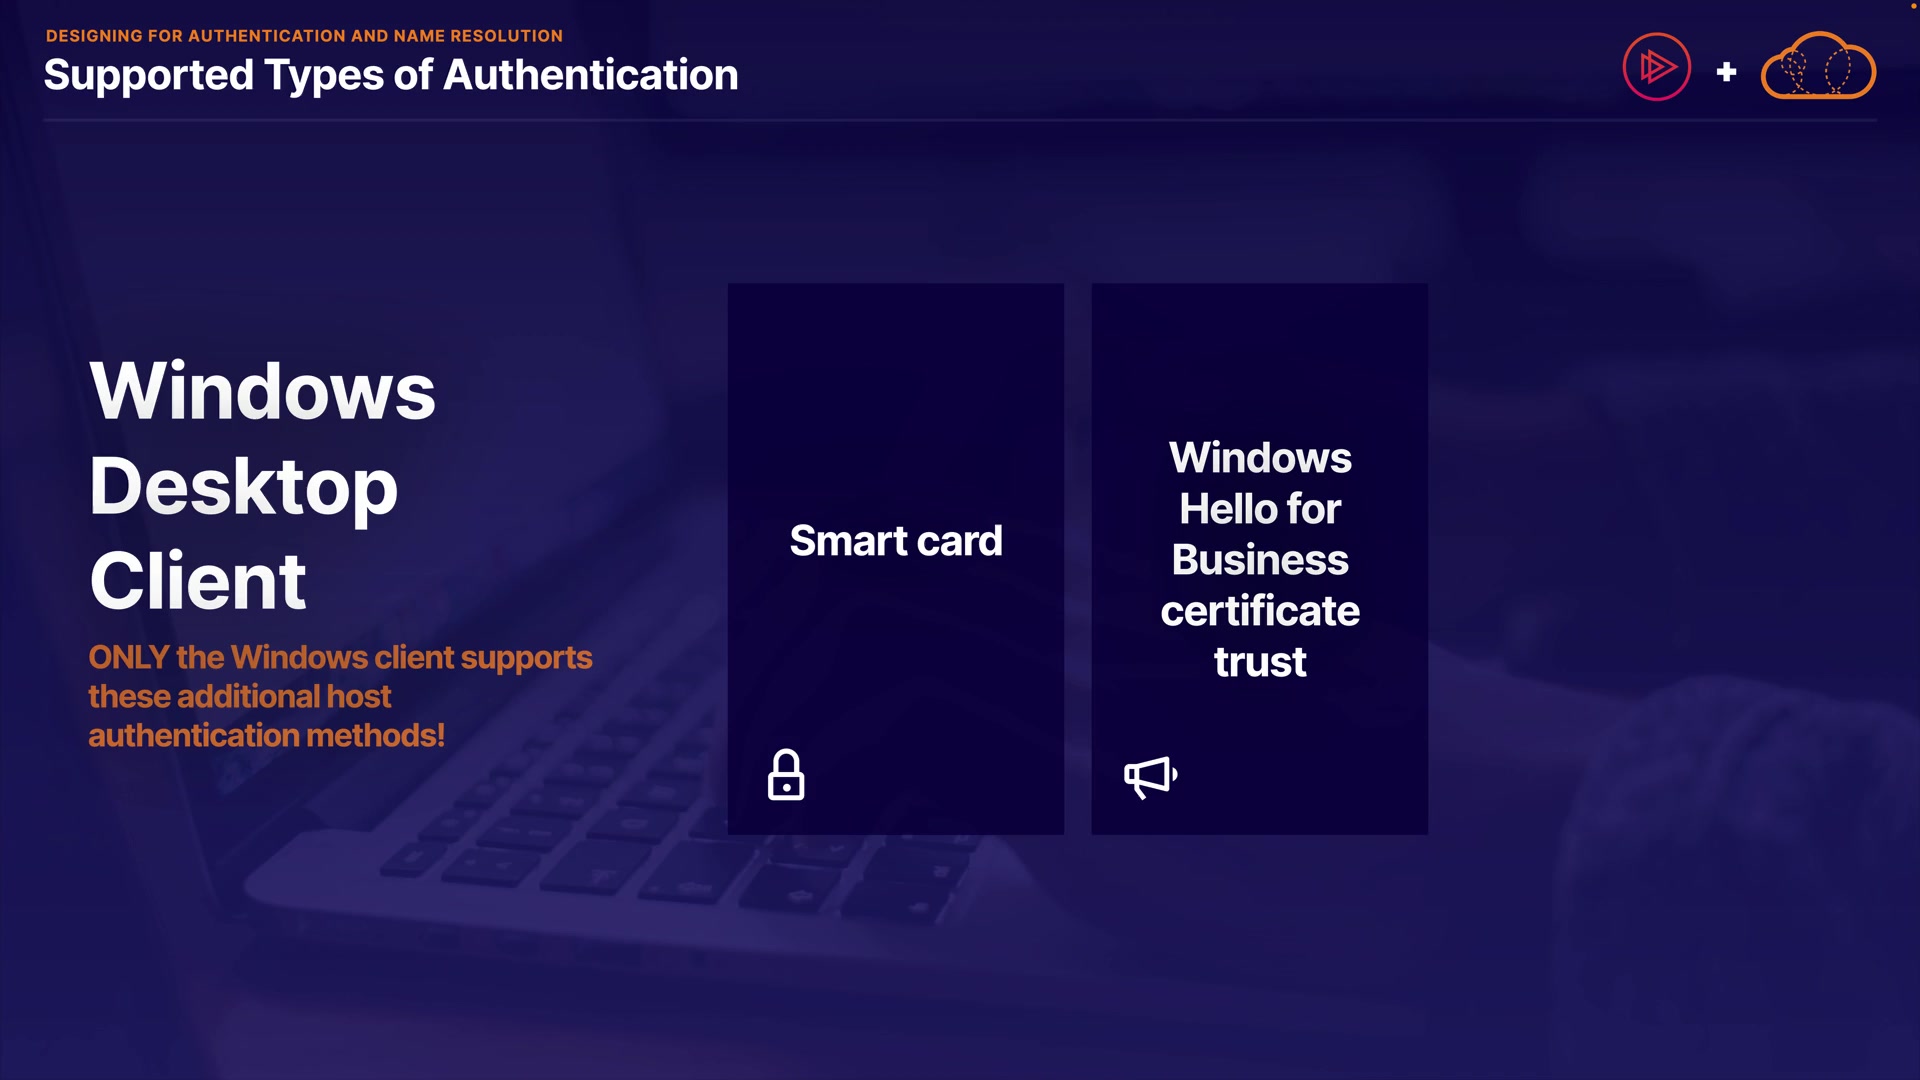 DESIGNING FOR AUTHENTICATION AND NAME RESOLUTION
Supported Types of Authentication
Windows
Desktop
Client
ONLY the Windows client supports
these additional host
authentication methods!
Smart card
Windows
Hello for
Business
certificate
trust